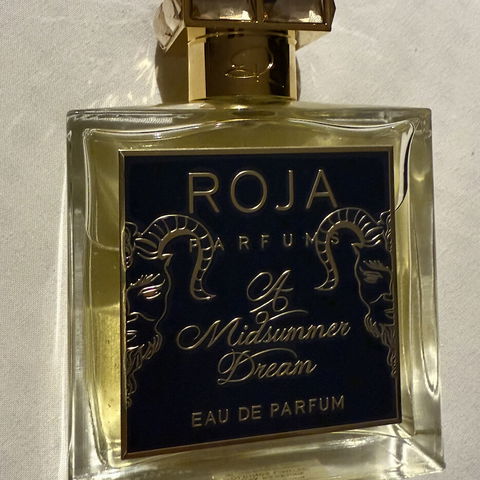 ROJA
PARFUMS
A
Midsummer
Dream
EAU DE PARFUM